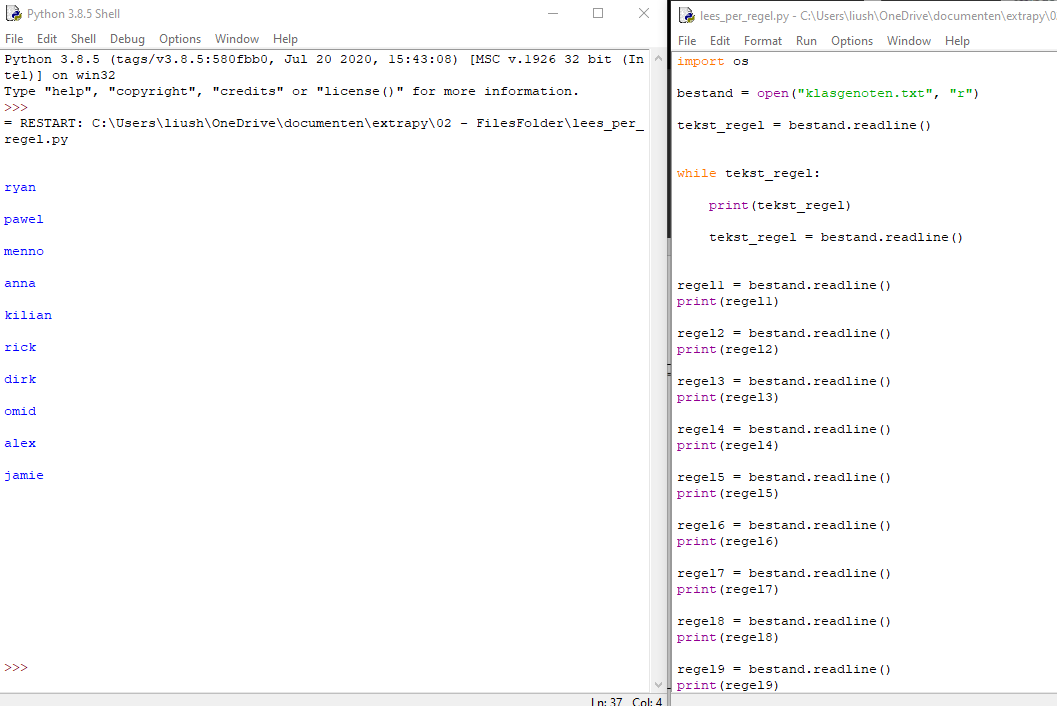 Python 3.8.5 Shell
File Edit Shell Debug Options Window Help
Python 3.8.5 (tags/v3.8.5:580fbb0, Jul 20 2020, 15:43:08) [MSC v.1926 32 bit (In
tel)] on win32
Type "help", "copyright", "credits" or "license()" for more information.
>>>
= RESTART: C:\Users\liush\OneDrive\documenten\extrapy\02 - FilesFolder\lees_per_
regel.py
ryan
pawel
menno
anna
kilian
rick
dirk
omid
alex
jamie
>>>
Ln: 37 Col: 4
lees_per_regel.py - C:\Users\liush\OneDrive\documenten\extrapy\0
File Edit Format Run Options Window Help
import os
bestand = open("klasgenoten.txt", "r")
tekst_regel = bestand.readline()
while tekst_regel:
    print(tekst_regel)
    tekst_regel = bestand.readline()
regel1 = bestand.readline()
print(regel1)
regel2 = bestand.readline()
print(regel2)
regel3 = bestand.readline()
print(regel3)
regel4 = bestand.readline()
print(regel4)
regel5 = bestand.readline()
print(regel5)
regel6 = bestand.readline()
print(regel6)
regel7 = bestand.readline()
print(regel7)
regel8 = bestand.readline()
print(regel8)
regel9 = bestand.readline()
print(regel9)